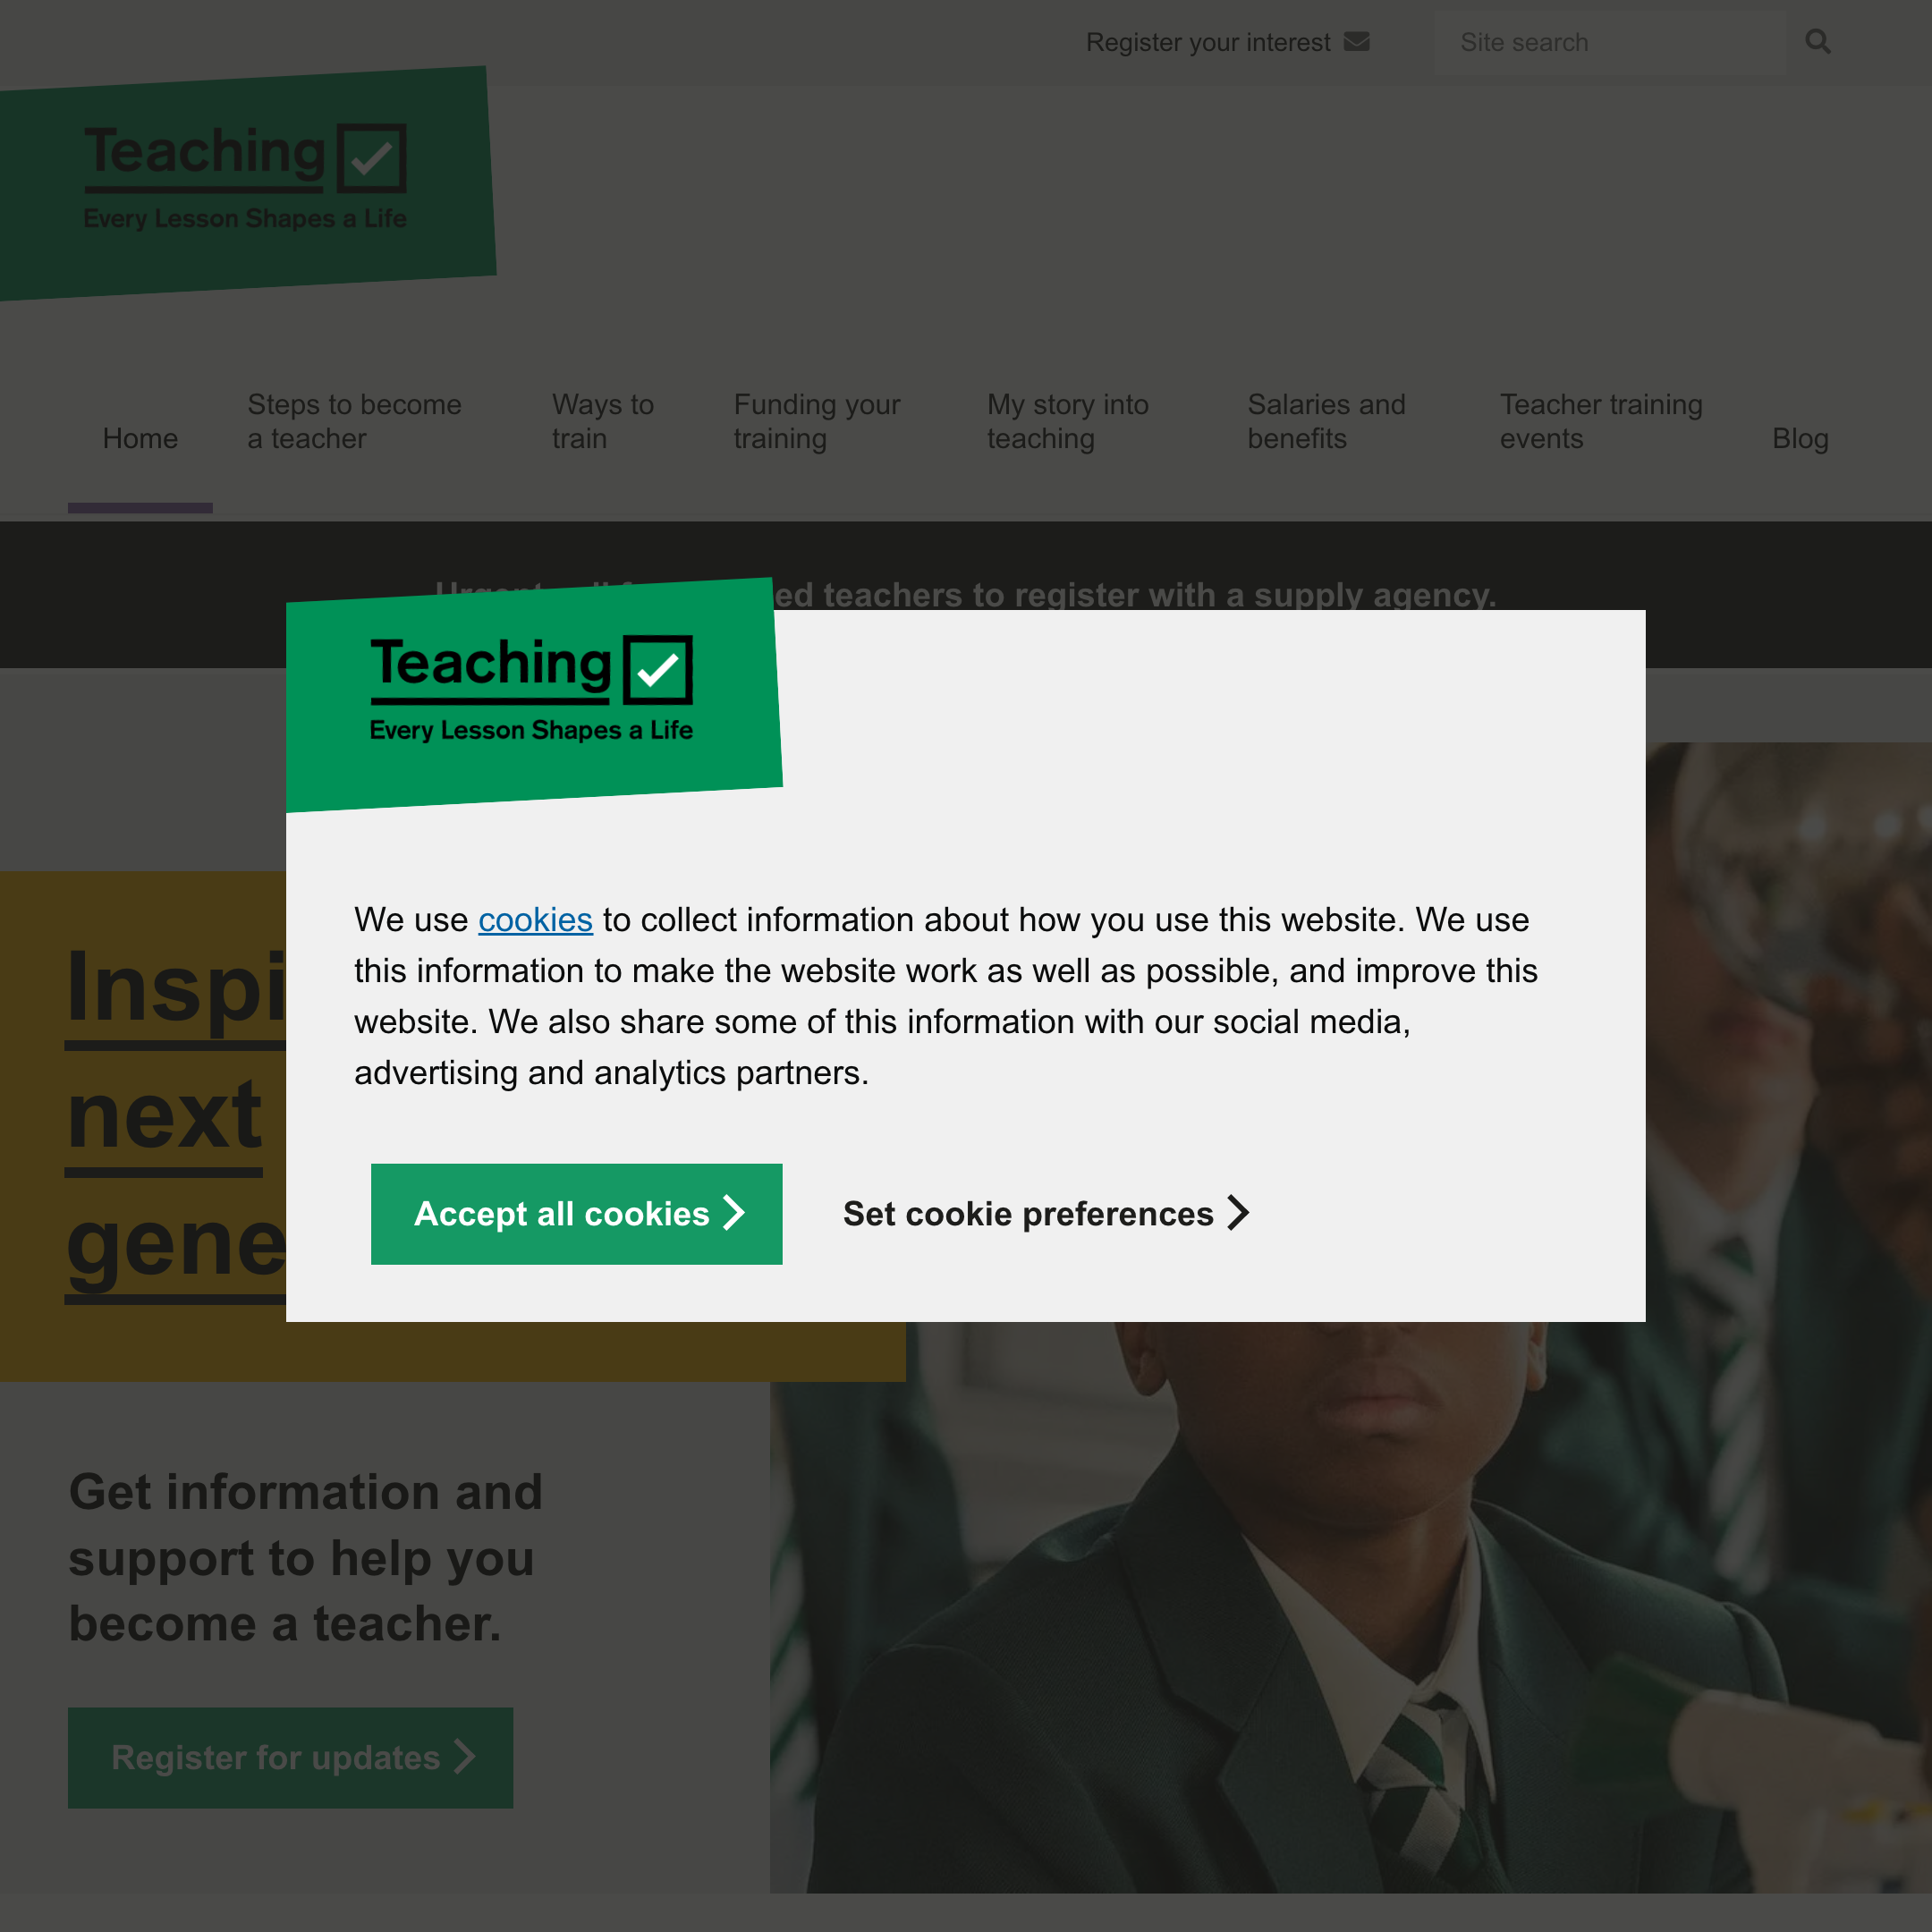 Register your interest
Site search
Teaching
Every Lesson Shapes a Life
Home
Steps to become
a teacher
Ways to
train
Funding your
training
My story into
teaching
Salaries and
benefits
Teacher training
events
Blog
teachers to register with a supply agency.
Teaching
Every Lesson Shapes a Life
We use cookies to collect information about how you use this website. We use
this information to make the website work as well as possible, and improve this
website. We also share some of this information with our social media,
advertising and analytics partners.
Accept all cookies
Set cookie preferences
next
Get information and
support to help you
become a teacher.
Register for updates